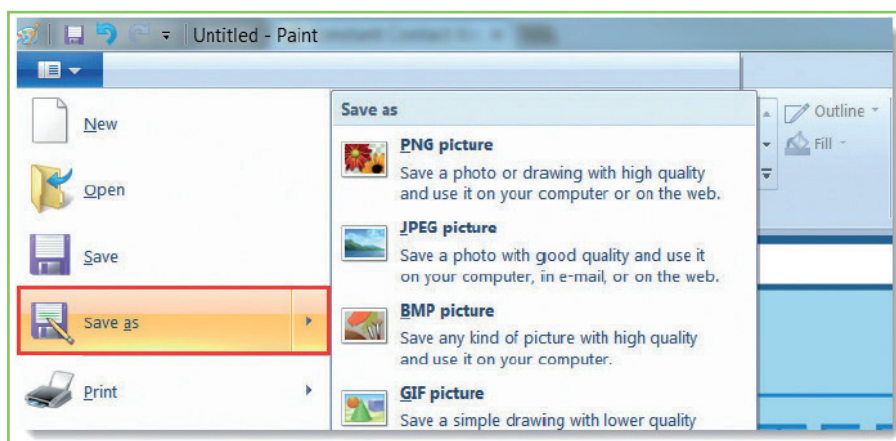 Untitled - Paint
New
Open
Save
Save as
Print
Save as
PNG picture
Save a photo or drawing with high quality
and use it on your computer or on the web.
JPEG picture
Save a photo with good quality and use it
on your computer, in e-mail, or on the web.
BMP picture
Save any kind of picture with high quality
and use it on your computer.
GIF picture
Save a simple drawing with lower quality
Outline
Fill